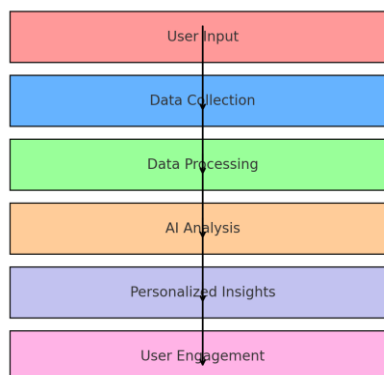 User Input
Data Collection
Data Processing
AI Analysis
Personalized Insights
User Engagement